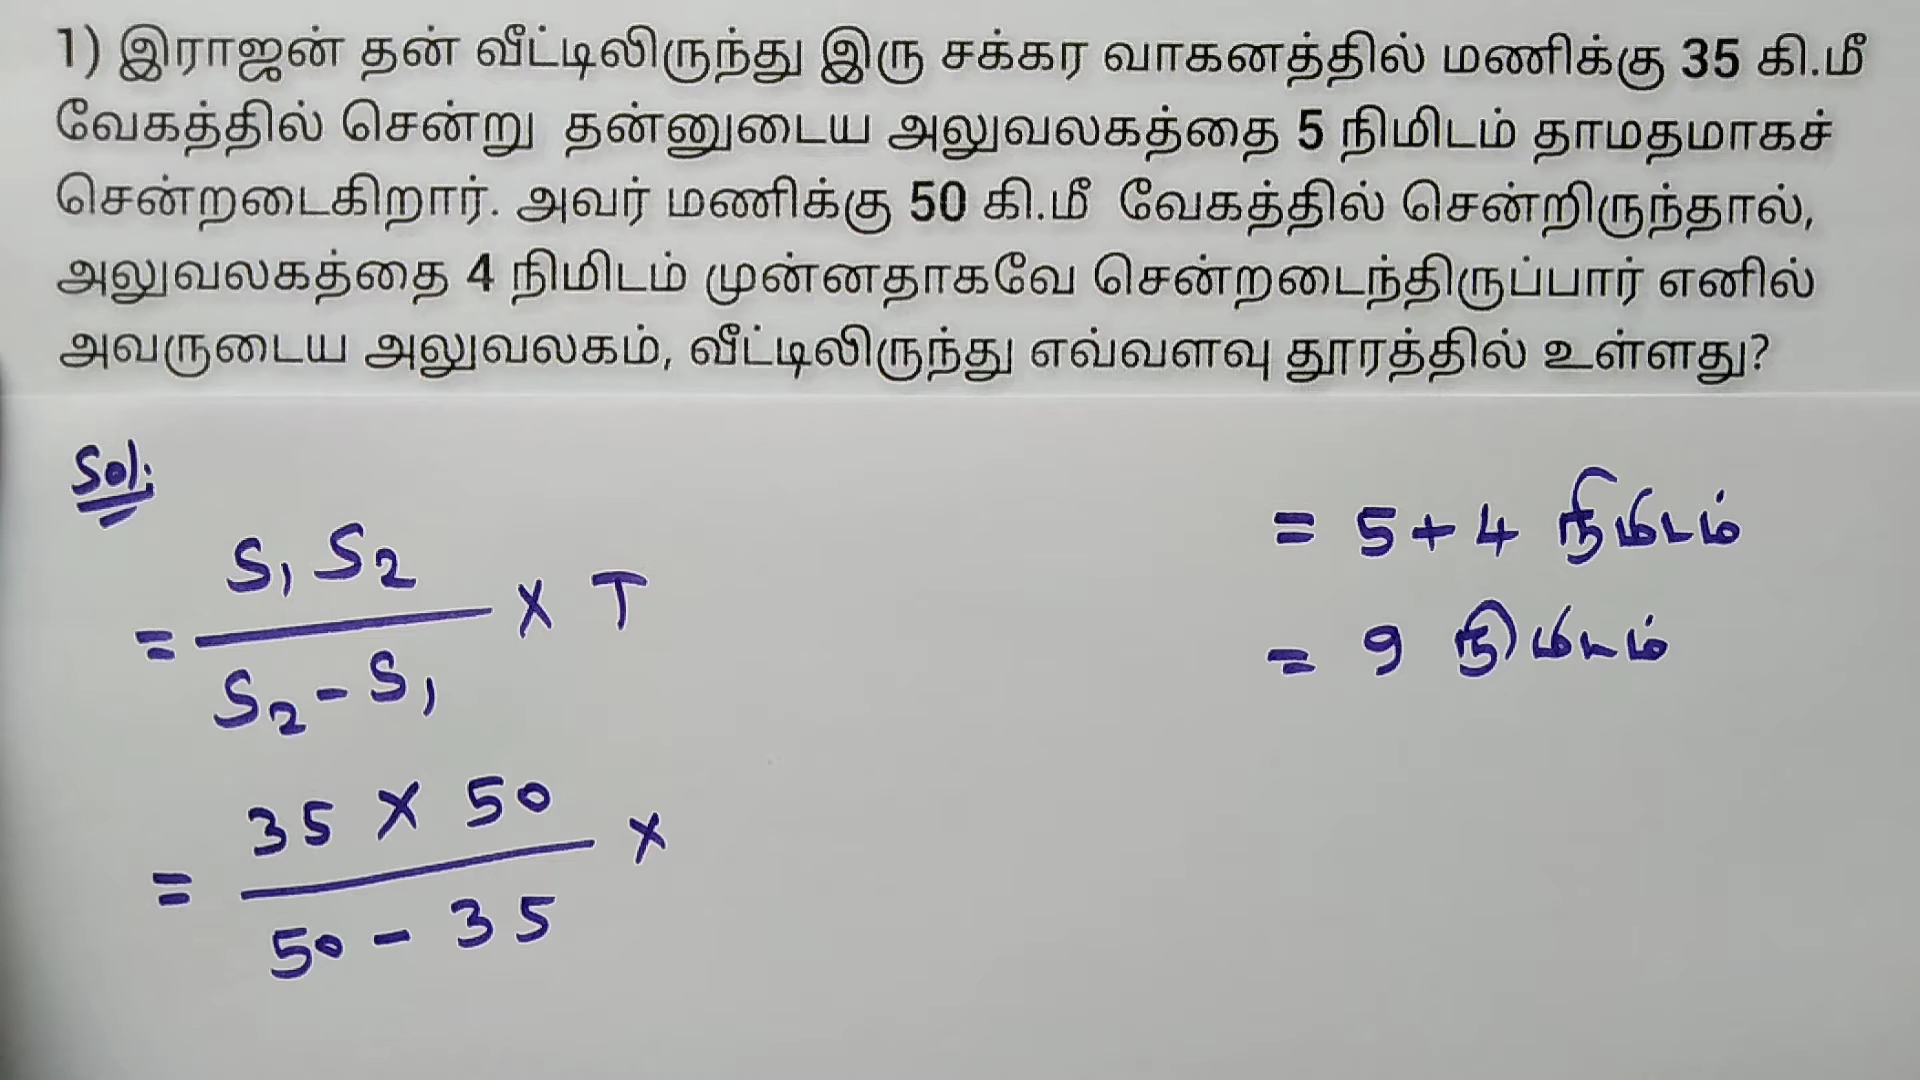 1) இராஜன் தன் வீட்டிலிருந்து இரு சக்கர வாகனத்தில் மணிக்கு 35 கி.மீ
வேகத்தில் சென்று தன்னுடைய அலுவலகத்தை 5 நிமிடம் தாமதமாகச்
சென்றடைகிறார். அவர் மணிக்கு 50 கி.மீ வேகத்தில் சென்றிருந்தால்,
அலுவலகத்தை 4 நிமிடம் முன்னதாகவே சென்றடைந்திருப்பார் எனில்
அவருடைய அலுவலகம், வீட்டிலிருந்து எவ்வளவு தூரத்தில் உள்ளது?
Sol:
S₁ S₂
= × T
S₂ - S₁
35 × 50
= ×
50 - 35
= 5 + 4 நிமிடம்
= 9 நிமிடம்